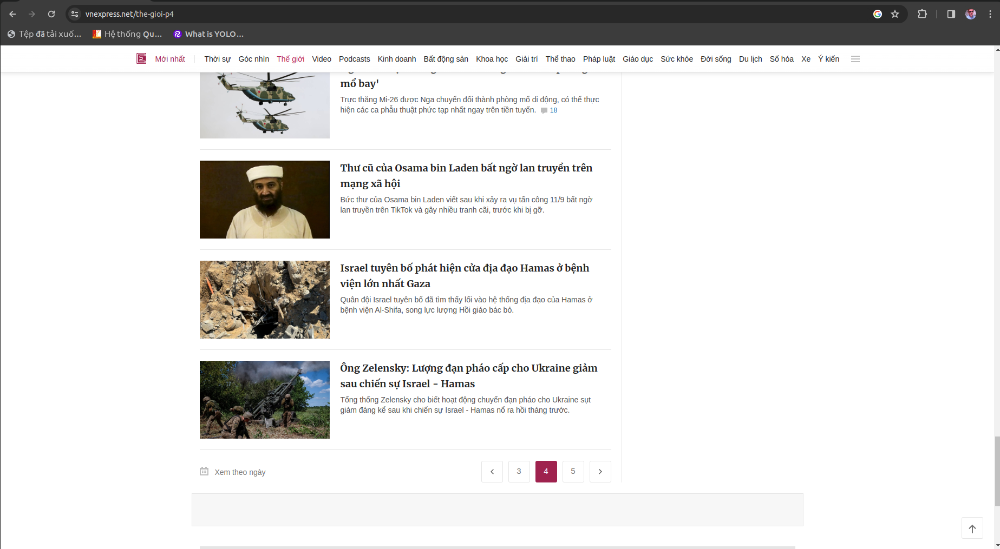 vnexpress.net/the-gioi-p4
Tệp đã tải xuố...
Hệ thống Qu...
What is YOLO...
Mới nhất
Thời sự
Góc nhìn
Thế giới
Video
Podcasts
Kinh doanh
Bất động sản
Khoa học
Giải trí
Thể thao
Pháp luật
Giáo dục
Sức khỏe
Đời sống
Du lịch
Số hóa
Xe
Ý kiến
mổ bay'
Trực thăng Mi-26 được Nga chuyển đổi thành phòng mổ di động, có thể thực
hiện các ca phẫu thuật phức tạp nhất ngay trên tiền tuyến. 18
Thư cũ của Osama bin Laden bất ngờ lan truyền trên
mạng xã hội
Bức thư của Osama bin Laden viết sau khi xảy ra vụ tấn công 11/9 bất ngờ
lan truyền trên TikTok và gây nhiều tranh cãi, trước khi bị gỡ.
Israel tuyên bố phát hiện cửa địa đạo Hamas ở bệnh
viện lớn nhất Gaza
Quân đội Israel tuyên bố đã tìm thấy lối vào hệ thống địa đạo của Hamas ở
bệnh viện Al-Shifa, song lực lượng Hồi giáo bác bỏ.
Ông Zelensky: Lượng đạn pháo cấp cho Ukraine giảm
sau chiến sự Israel - Hamas
Tổng thống Zelensky cho biết hoạt động chuyển đạn pháo cho Ukraine sụt
giảm đáng kể sau khi chiến sự Israel - Hamas nổ ra hồi tháng trước.
Xem theo ngày
3
4
5